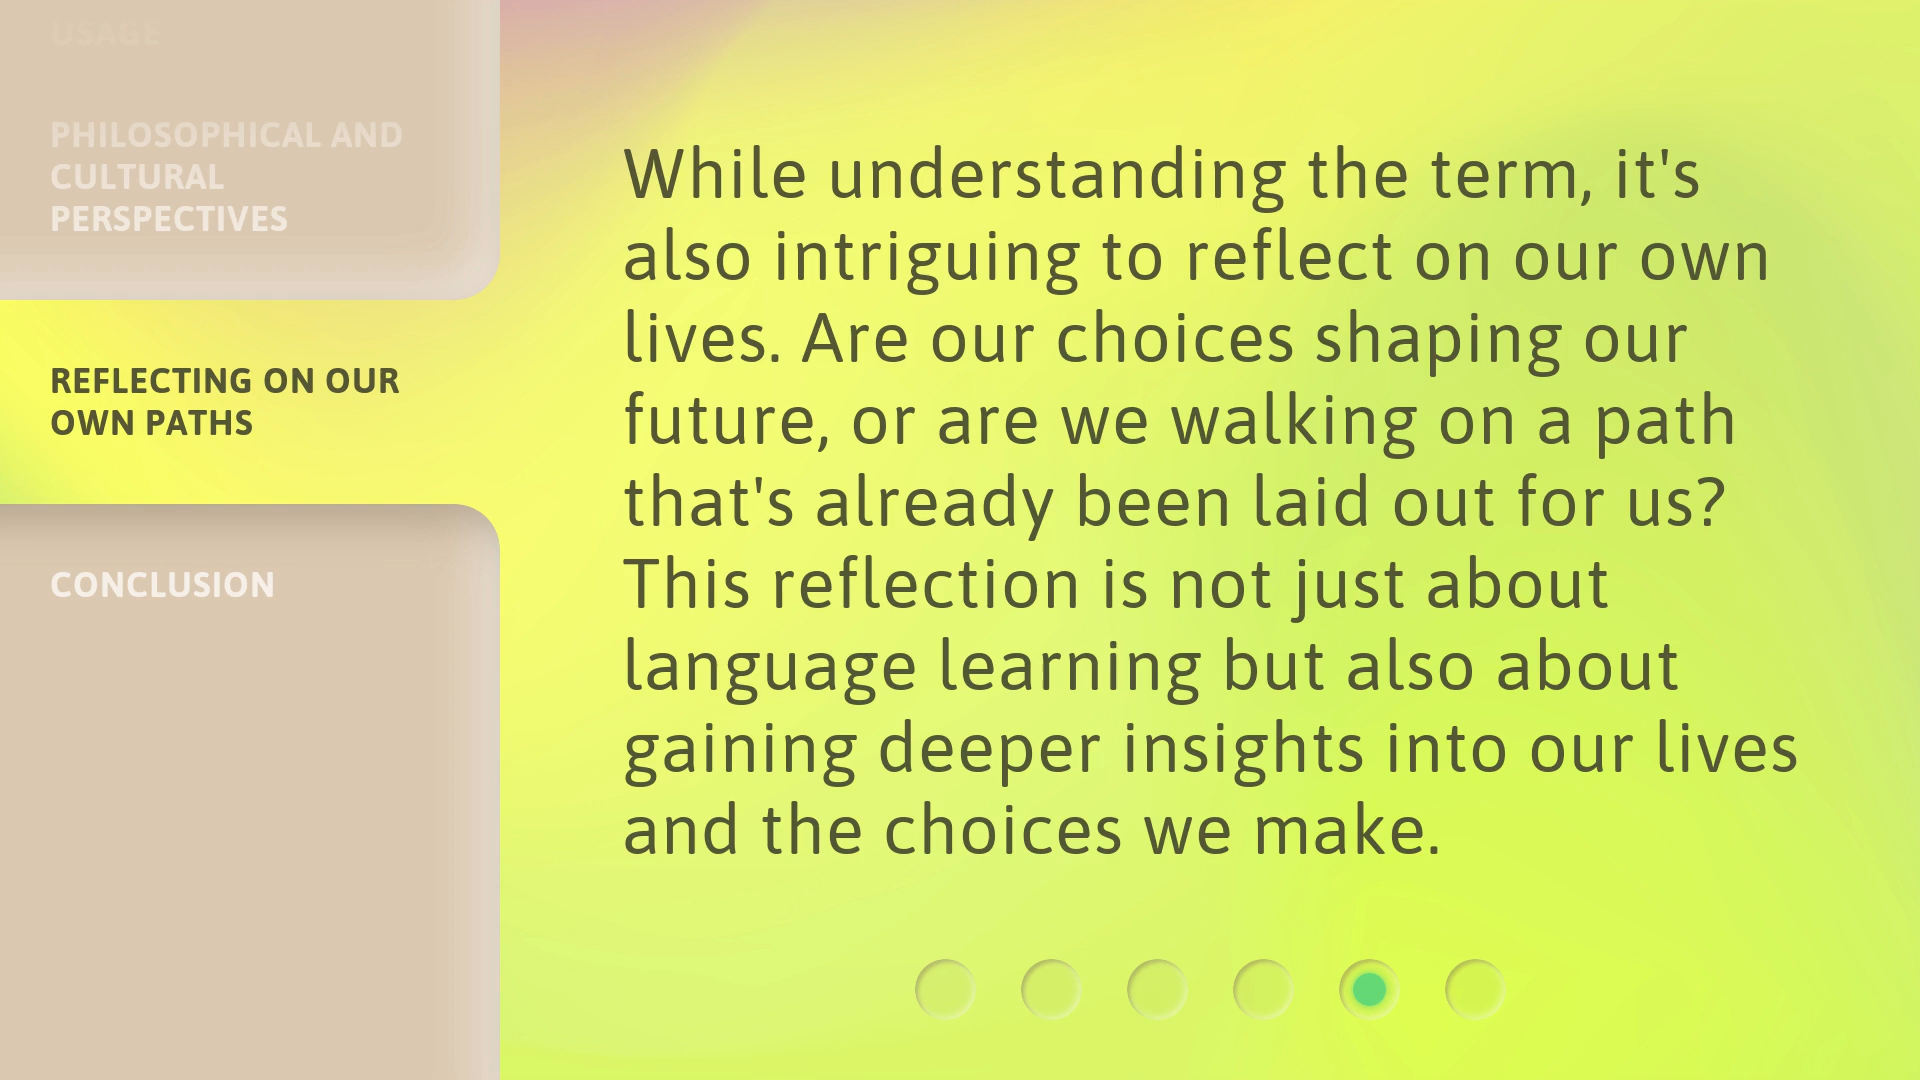 USAGE
PHILOSOPHICAL AND
CULTURAL
PERSPECTIVES
REFLECTING ON OUR
OWN PATHS
CONCLUSION
While understanding the term, it's
also intriguing to reflect on our own
lives. Are our choices shaping our
future, or are we walking on a path
that's already been laid out for us?
This reflection is not just about
language learning but also about
gaining deeper insights into our lives
and the choices we make.